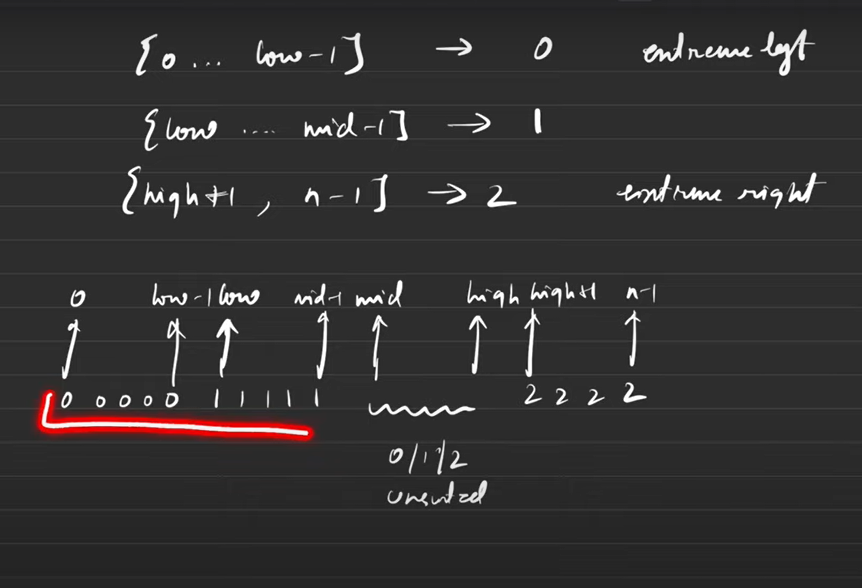 [0 ... low-1] → 0 extreme left
[low .... mid-1] → 1
[high+1 , n-1] → 2 extreme right
0 low-1 low mid-1 mid high high+1 n-1
0 0 0 0 0 1 1 1 1 1 2 2 2 2
0/1/2
unsorted